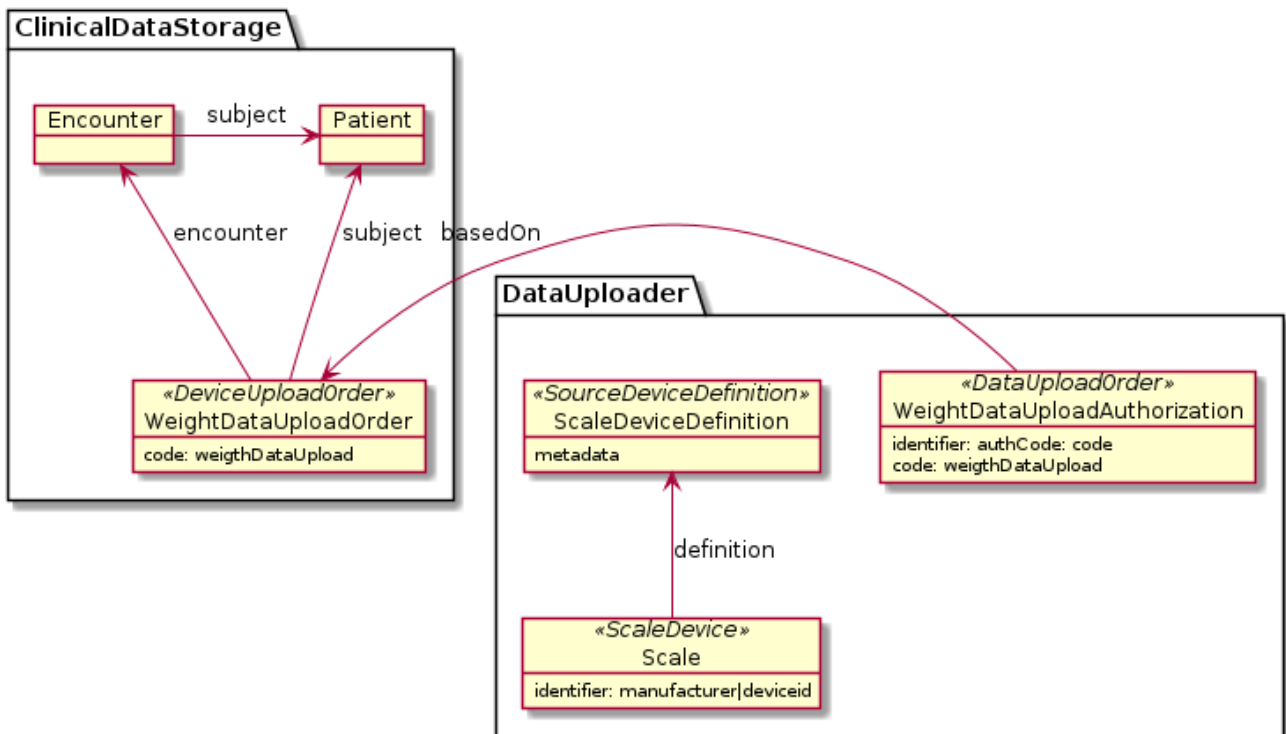 ClinicalDataStorage
Encounter
subject
Patient
encounter
subject
basedOn
DataUploader
«DeviceUploadOrder»
WeightDataUploadOrder
code: weigthDataUpload
«SourceDeviceDefinition»
ScaleDeviceDefinition
metadata
«DataUploadOrder»
WeightDataUploadAuthorization
identifier: authCode: code
code: weigthDataUpload
definition
«ScaleDevice»
Scale
identifier: manufacturer|deviceid